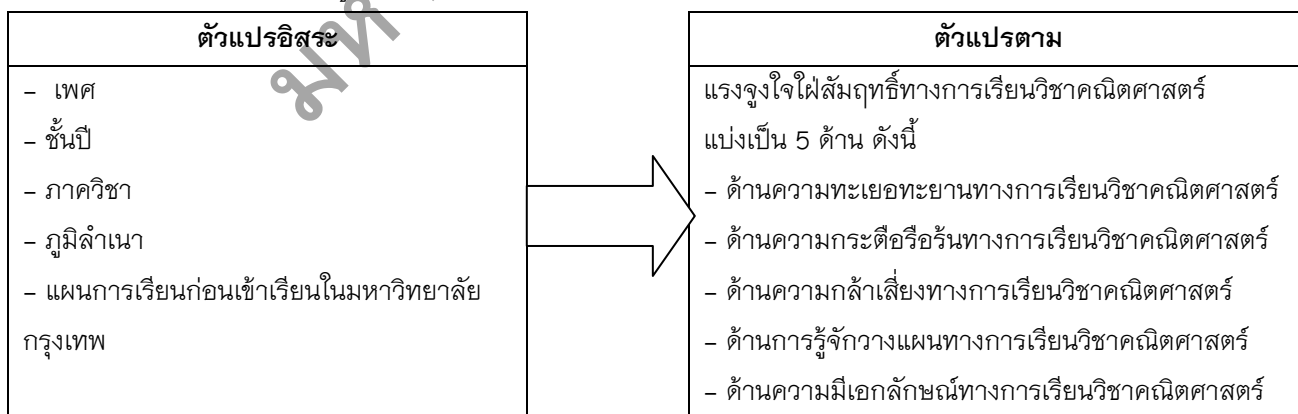 ตัวแปรอิสระ
– เพศ
– ชั้นปี
– ภาควิชา
– ภูมิลำเนา
– แผนการเรียนก่อนเข้าเรียนในมหาวิทยาลัย
กรุงเทพ
ตัวแปรตาม
แรงจูงใจใฝ่สัมฤทธิ์ทางการเรียนวิชาคณิตศาสตร์
แบ่งเป็น 5 ด้าน ดังนี้
– ด้านความทะเยอทะยานทางการเรียนวิชาคณิตศาสตร์
– ด้านความกระตือรือร้นทางการเรียนวิชาคณิตศาสตร์
– ด้านความกล้าเสี่ยงทางการเรียนวิชาคณิตศาสตร์
– ด้านการรู้จักวางแผนทางการเรียนวิชาคณิตศาสตร์
– ด้านความมีเอกลักษณ์ทางการเรียนวิชาคณิตศาสตร์